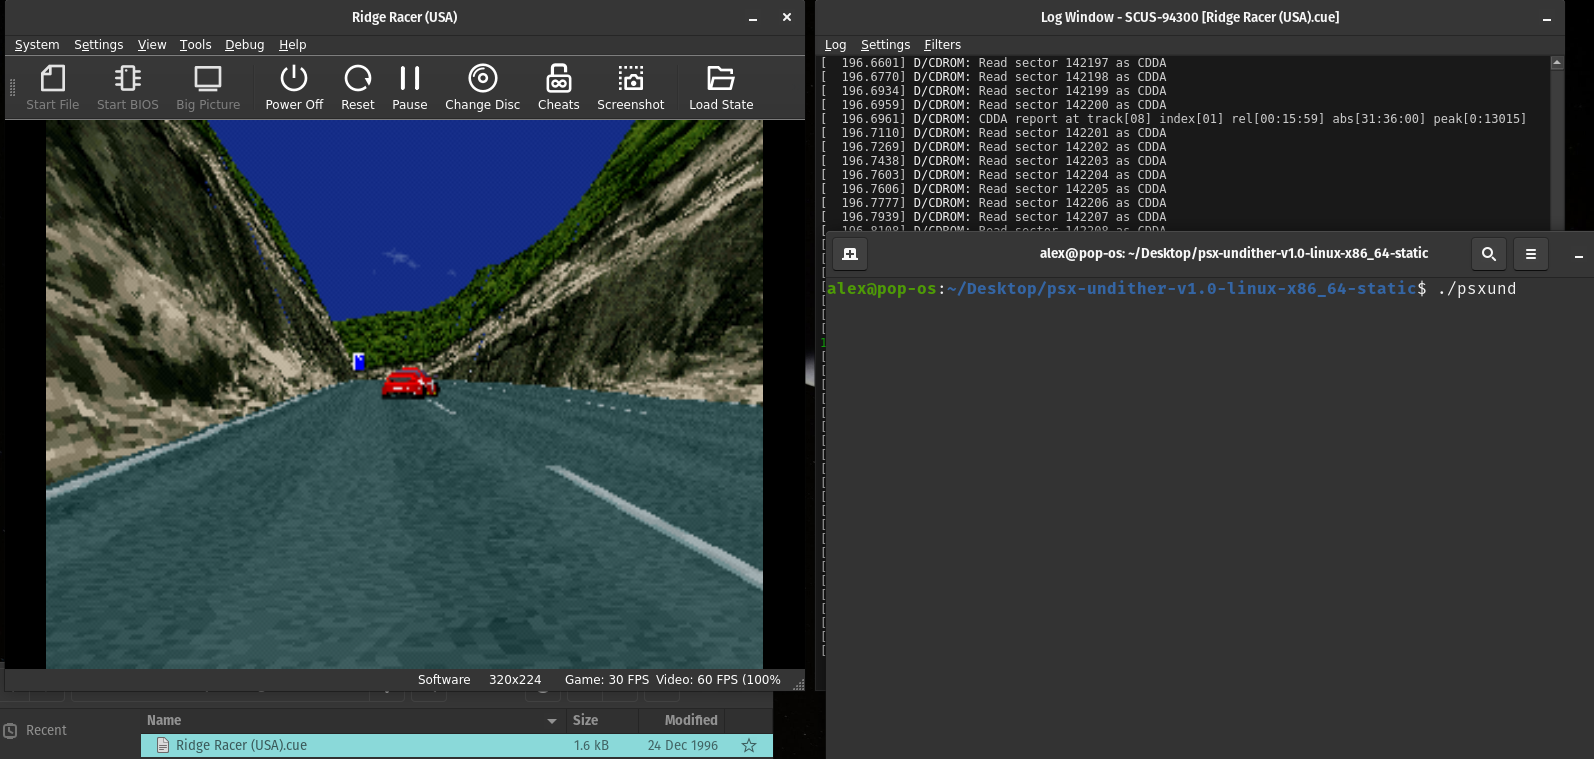 Ridge Racer (USA)
System Settings View Tools Debug Help
Start File Start BIOS Big Picture Power Off Reset Pause Change Disc Cheats Screenshot Load State
Software 320x224 Game: 30 FPS Video: 60 FPS (100%
Recent
Name Size Modified
Ridge Racer (USA).cue 1.6 kB 24 Dec 1996
Log Window - SCUS-94300 [Ridge Racer (USA).cue]
Log Settings Filters
[ 196.6601] D/CDROM: Read sector 142197 as CDDA
[ 196.6770] D/CDROM: Read sector 142198 as CDDA
[ 196.6934] D/CDROM: Read sector 142199 as CDDA
[ 196.6959] D/CDROM: Read sector 142200 as CDDA
[ 196.6961] D/CDROM: CDDA report at track[08] index[01] rel[00:15:59] abs[31:36:00] peak[0:13015]
[ 196.7110] D/CDROM: Read sector 142201 as CDDA
[ 196.7269] D/CDROM: Read sector 142202 as CDDA
[ 196.7438] D/CDROM: Read sector 142203 as CDDA
[ 196.7603] D/CDROM: Read sector 142204 as CDDA
[ 196.7606] D/CDROM: Read sector 142205 as CDDA
[ 196.7777] D/CDROM: Read sector 142206 as CDDA
[ 196.7939] D/CDROM: Read sector 142207 as CDDA
[ 196.8108] D/CDROM: Read sector 142208 as CDDA
alex@pop-os: ~/Desktop/psx-undither-v1.0-linux-x86_64-static
alex@pop-os:~/Desktop/psx-undither-v1.0-linux-x86_64-static$ ./psxund